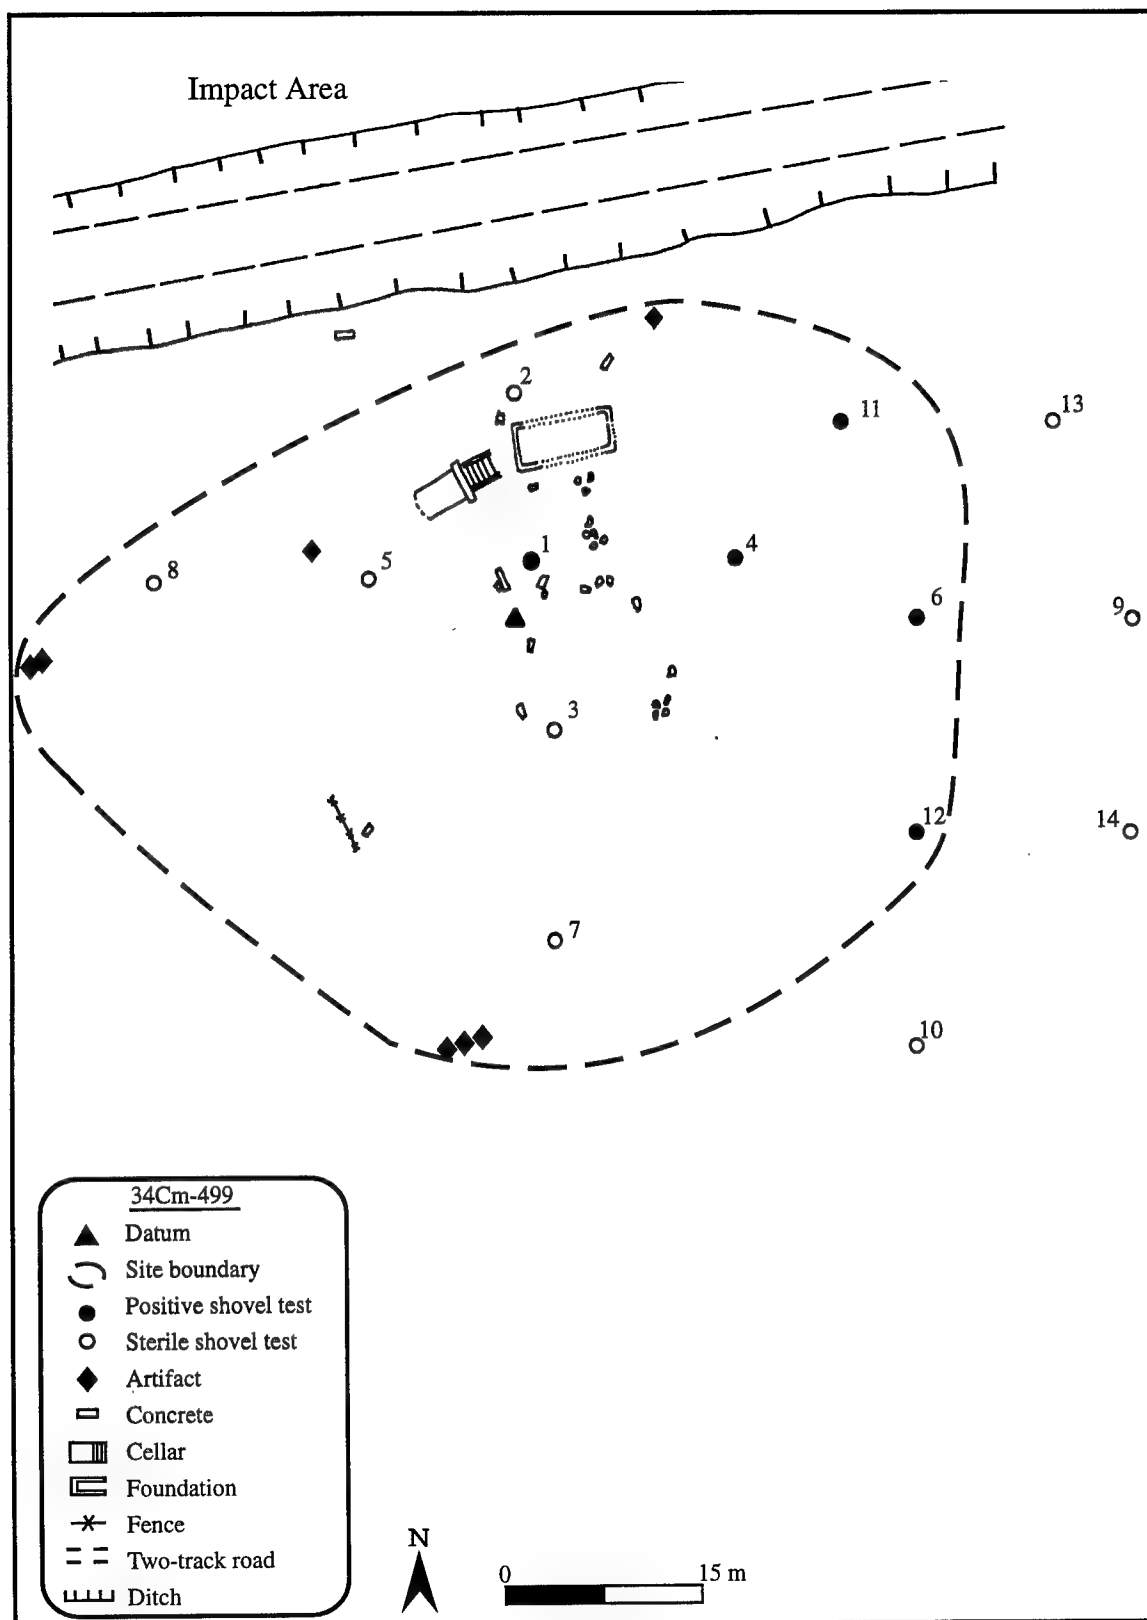 Impact Area
2
11
13
1
4
5
8
6
9
3
12
14
7
10
34Cm-499
Datum
Site boundary
Positive shovel test
Sterile shovel test
Artifact
Concrete
Cellar
Foundation
Fence
Two-track road
Ditch
N
0 15 m